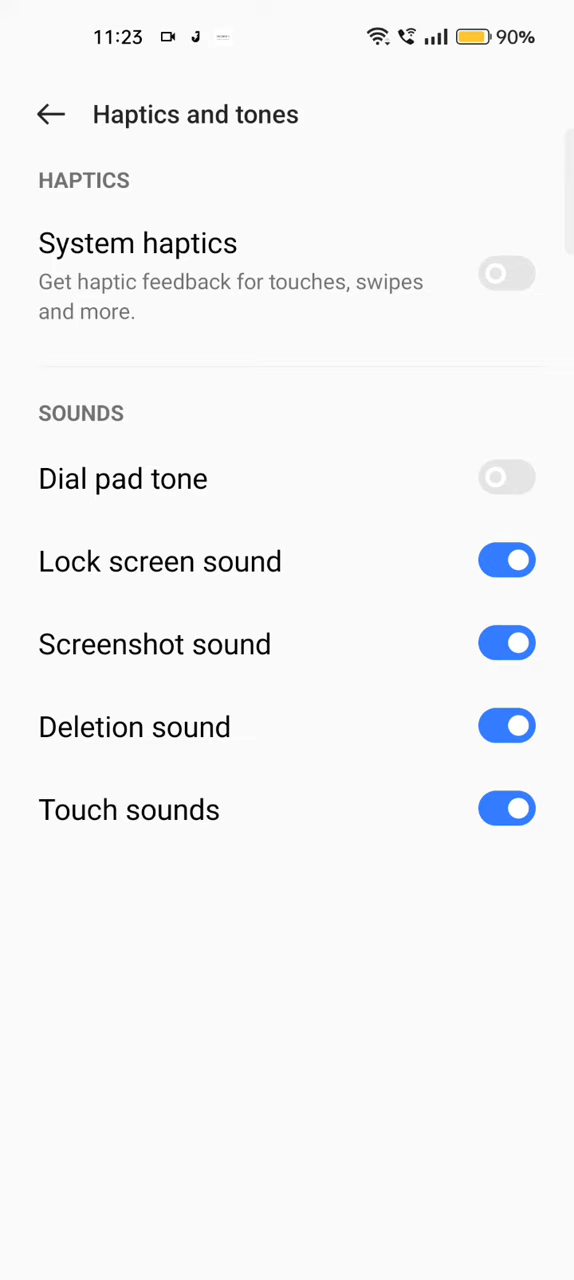 11:23 J 90%
Haptics and tones
HAPTICS
System haptics
Get haptic feedback for touches, swipes
and more.
SOUNDS
Dial pad tone
Lock screen sound
Screenshot sound
Deletion sound
Touch sounds